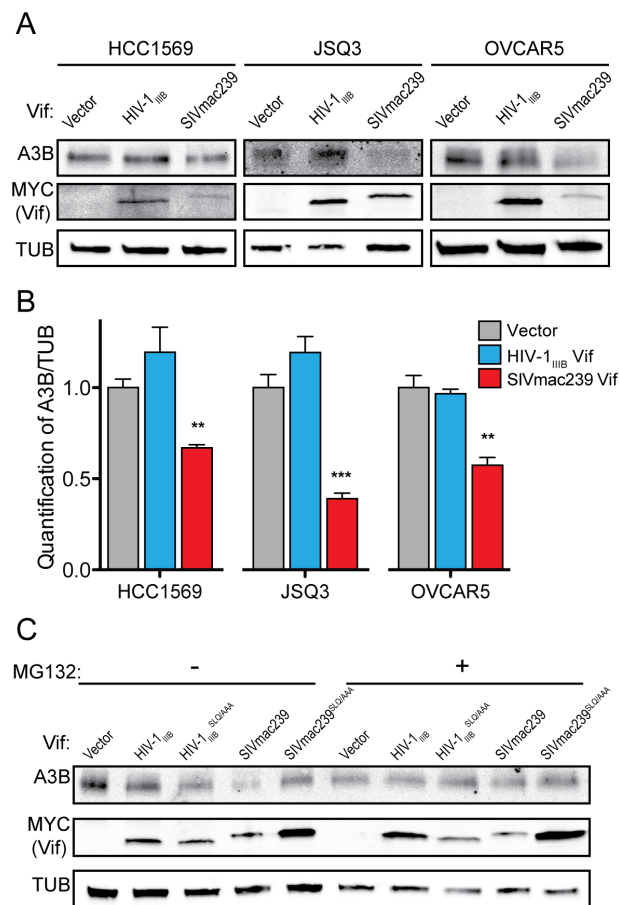 A
HCC1569 JSQ3 OVCAR5
Vif: Vector HIV-1IIIB SIVmac239 Vector HIV-1IIIB SIVmac239 Vector HIV-1IIIB SIVmac239
A3B
MYC
(Vif)
TUB
B
Quantification of A3B/TUB
1.0
0.5
0.0
** *** **
Vector
HIV-1IIIB Vif
SIVmac239 Vif
HCC1569 JSQ3 OVCAR5
C
MG132: - +
Vif: Vector HIV-1IIIB HIV-1IIIB SLQ/AAA SIVmac239 SIVmac239SLQ/AAA Vector HIV-1IIIB HIV-1IIIB SLQ/AAA SIVmac239 SIVmac239SLQ/AAA
A3B
MYC
(Vif)
TUB